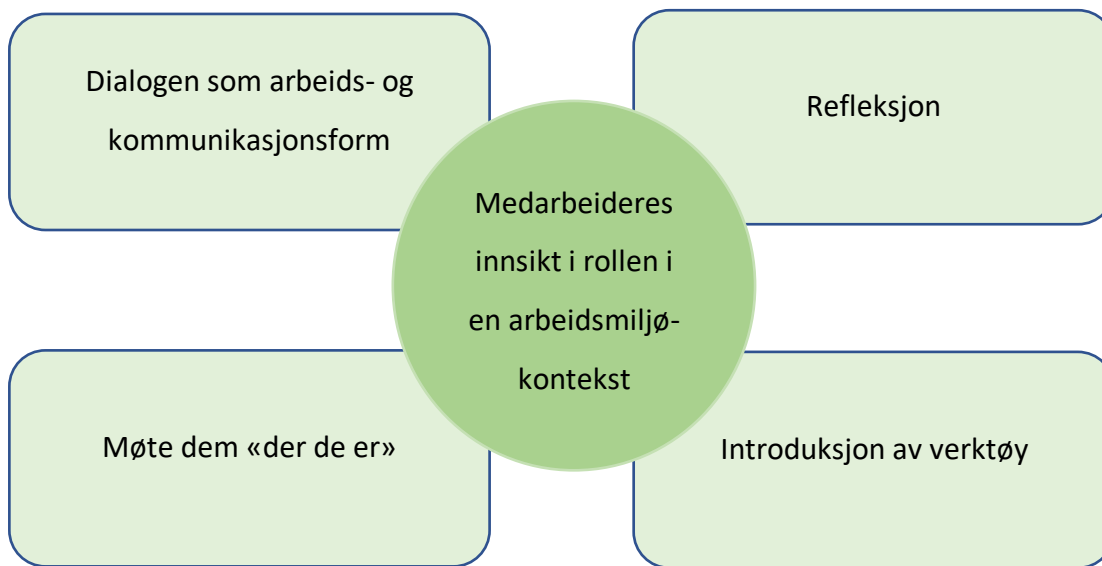 Dialogen som arbeids- og
kommunikasjonsform
Refleksjon
Medarbeideres
innsikt i rollen i
en arbeidsmiljø-
kontekst
Møte dem «der de er»
Introduksjon av verktøy